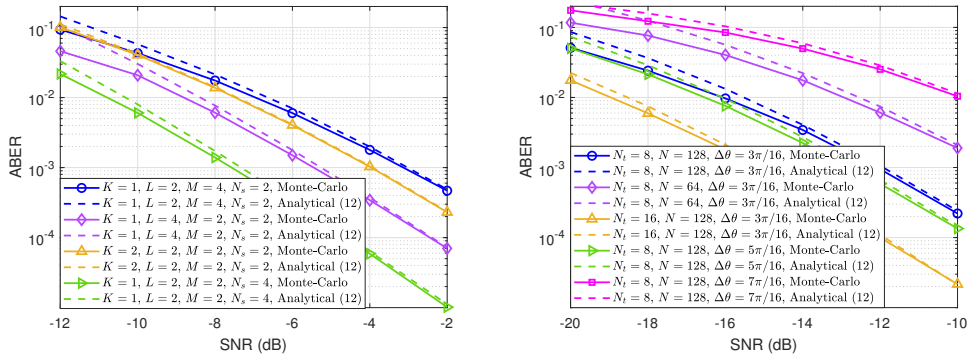 ABER
10^{-1}
10^{-2}
10^{-3}
10^{-4}
K = 1, L = 2, M = 4, N_s = 2, Monte-Carlo
K = 1, L = 2, M = 4, N_s = 2, Analytical (12)
K = 1, L = 4, M = 2, N_s = 2, Monte-Carlo
K = 1, L = 4, M = 2, N_s = 2, Analytical (12)
K = 2, L = 2, M = 2, N_s = 2, Monte-Carlo
K = 2, L = 2, M = 2, N_s = 2, Analytical (12)
K = 1, L = 2, M = 2, N_s = 4, Monte-Carlo
K = 1, L = 2, M = 2, N_s = 4, Analytical (12)
-12 -10 -8 -6 -4 -2
SNR (dB)
ABER
10^{-1}
10^{-2}
10^{-3}
10^{-4}
N_t = 8, N = 128, Δθ = 3π/16, Monte-Carlo
N_t = 8, N = 128, Δθ = 3π/16, Analytical (12)
N_t = 8, N = 64, Δθ = 3π/16, Monte-Carlo
N_t = 8, N = 64, Δθ = 3π/16, Analytical (12)
N_t = 16, N = 128, Δθ = 3π/16, Monte-Carlo
N_t = 16, N = 128, Δθ = 3π/16, Analytical (12)
N_t = 8, N = 128, Δθ = 5π/16, Monte-Carlo
N_t = 8, N = 128, Δθ = 5π/16, Analytical (12)
N_t = 8, N = 128, Δθ = 7π/16, Monte-Carlo
N_t = 8, N = 128, Δθ = 7π/16, Analytical (12)
-20 -18 -16 -14 -12 -10
SNR (dB)